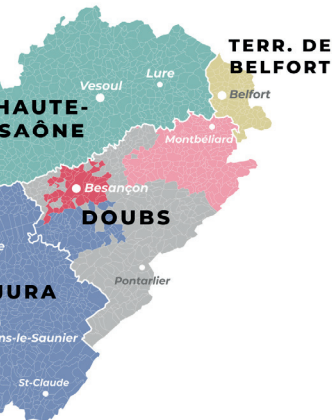 TERR. DE
BELFORT
Lure
Vesoul
Belfort
HAUTE-
SAÔNE
Montbéliard
Besançon
DOUBS
e
Pontarlier
JURA
ns-le-Saunier
St-Claude